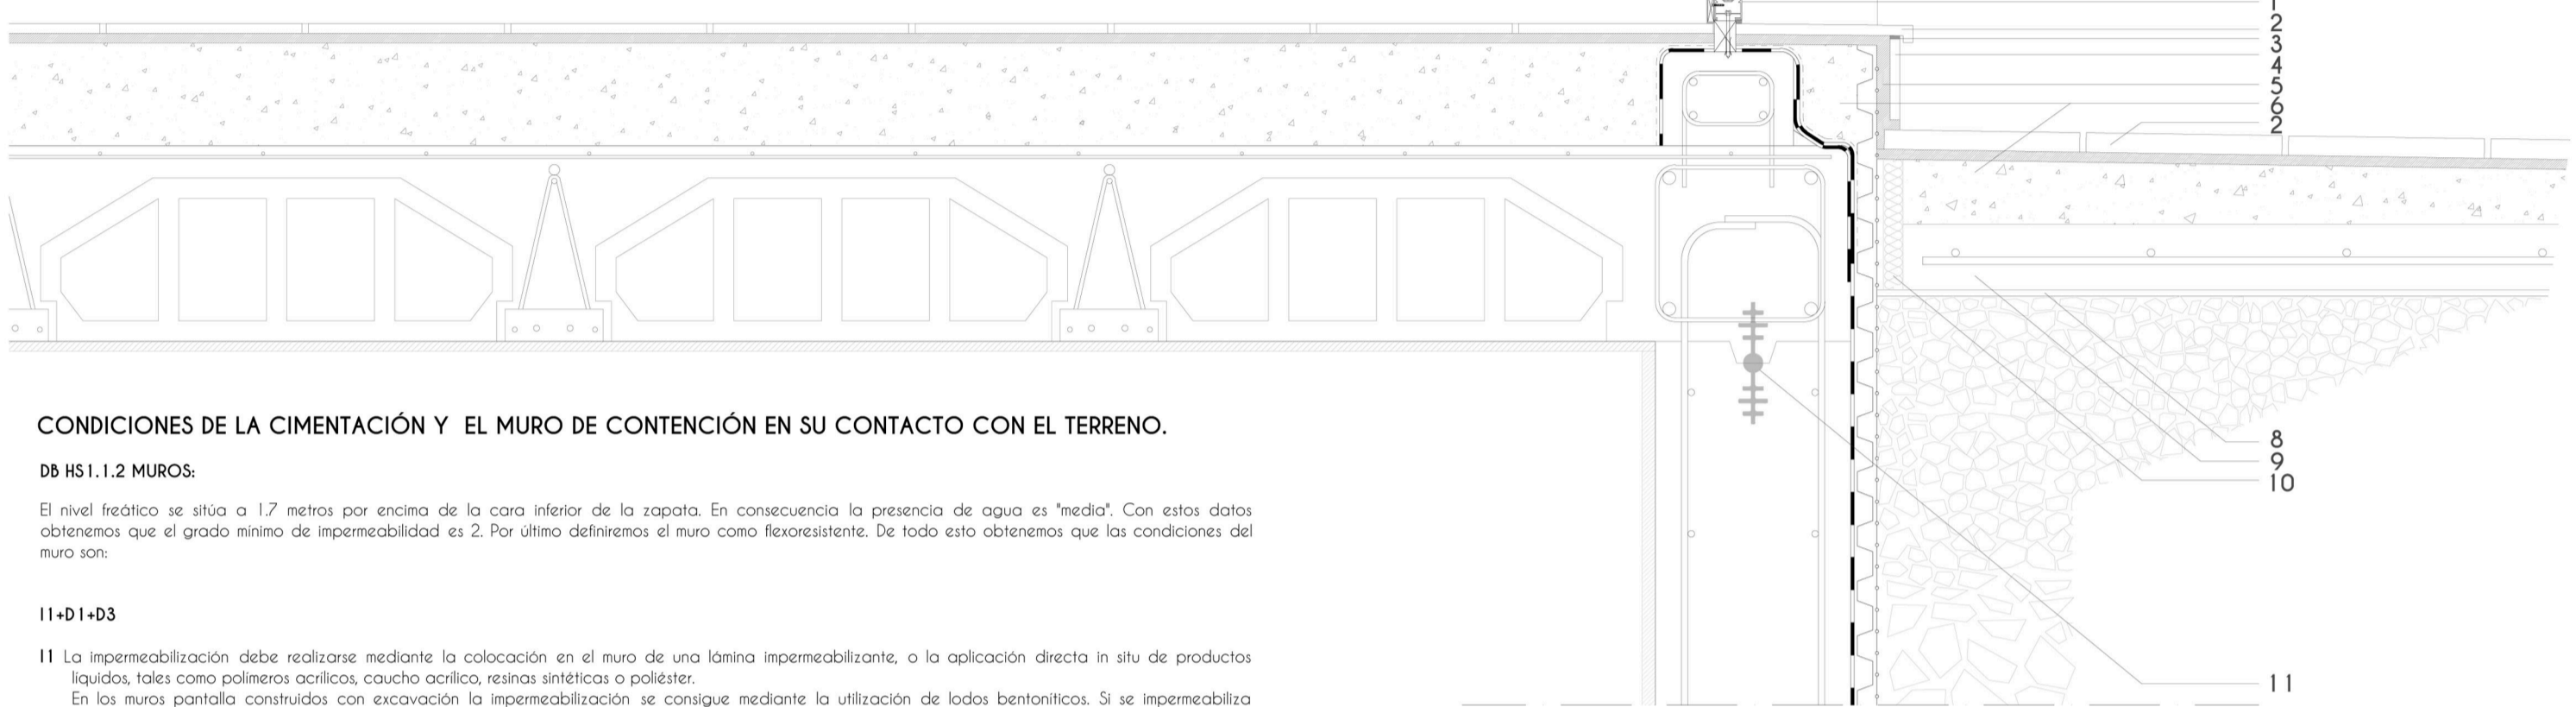 1
2
3
4
5
6
2
8
9
10
11
CONDICIONES DE LA CIMENTACIÓN Y EL MURO DE CONTENCIÓN EN SU CONTACTO CON EL TERRENO.
DB HS1.1.2 MUROS:
El nivel freático se sitúa a 1.7 metros por encima de la cara inferior de la zapata. En consecuencia la presencia de agua es "media". Con estos datos
obtenemos que el grado mínimo de impermeabilidad es 2. Por último definiremos el muro como flexoresistente. De todo esto obtenemos que las condiciones del
muro son:
I1+D1+D3
I1 La impermeabilización debe realizarse mediante la colocación en el muro de una lámina impermeabilizante, o la aplicación directa in situ de productos
líquidos, tales como polímeros acrílicos, caucho acrílico, resinas sintéticas o poliéster.
En los muros pantalla construidos con excavación la impermeabilización se consigue mediante la utilización de lodos bentoníticos. Si se impermeabiliza